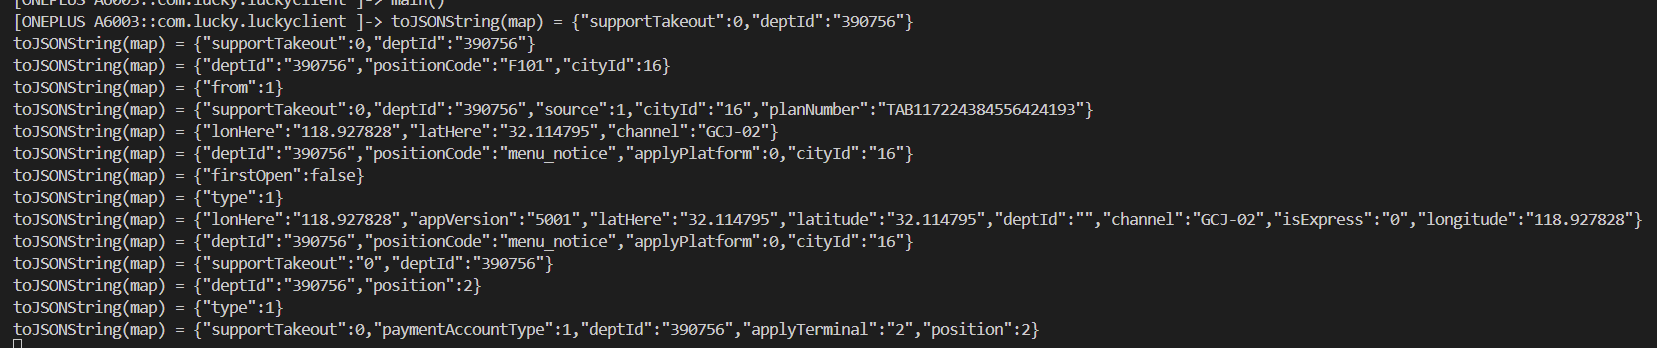 [ONEPLUS A6003::com.lucky.luckyclient ]-> main()
[ONEPLUS A6003::com.lucky.luckyclient ]-> toJSONString(map) = {"supportTakeout":0,"deptId":"390756"}
toJSONString(map) = {"supportTakeout":0,"deptId":"390756"}
toJSONString(map) = {"deptId":"390756","positionCode":"F101","cityId":16}
toJSONString(map) = {"from":1}
toJSONString(map) = {"supportTakeout":0,"deptId":"390756","source":1,"cityId":"16","planNumber":"TAB117224384556424193"}
toJSONString(map) = {"lonHere":"118.927828","latHere":"32.114795","channel":"GCJ-02"}
toJSONString(map) = {"deptId":"390756","positionCode":"menu_notice","applyPlatform":0,"cityId":"16"}
toJSONString(map) = {"firstOpen":false}
toJSONString(map) = {"type":1}
toJSONString(map) = {"lonHere":"118.927828","appVersion":"5001","latHere":"32.114795","latitude":"32.114795","deptId":"","channel":"GCJ-02","isExpress":"0","longitude":"118.927828"}
toJSONString(map) = {"deptId":"390756","positionCode":"menu_notice","applyPlatform":0,"cityId":"16"}
toJSONString(map) = {"supportTakeout":"0","deptId":"390756"}
toJSONString(map) = {"deptId":"390756","position":2}
toJSONString(map) = {"type":1}
toJSONString(map) = {"supportTakeout":0,"paymentAccountType":1,"deptId":"390756","applyTerminal":"2","position":2}